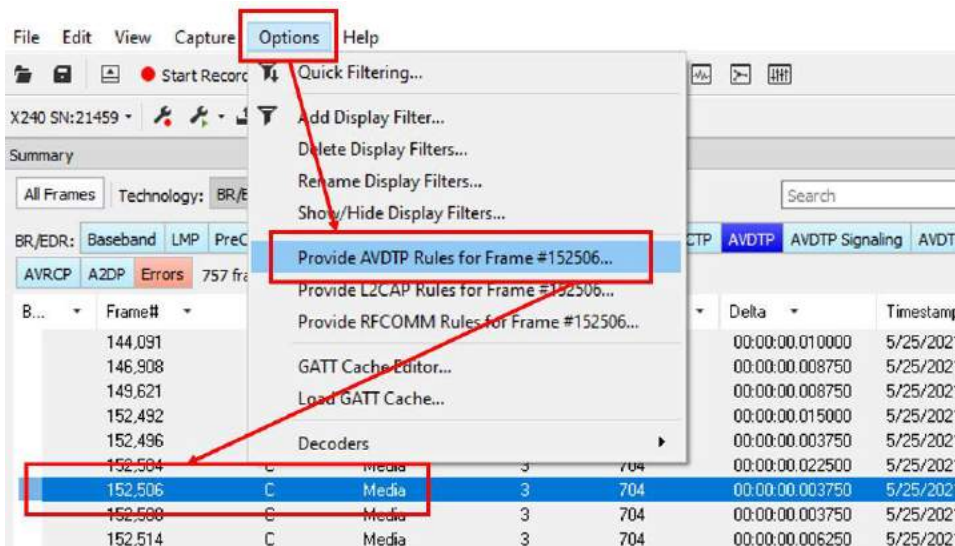 File Edit View Capture Options Help
Start Record
Quick Filtering...
X240 SN:21459
Add Display Filter...
Delete Display Filters...
Rename Display Filters...
Show/Hide Display Filters...
Summary
All Frames Technology: BR/E
Search
BR/EDR: Baseband LMP PreC
CTP AVDTP AVDTP Signaling AVDT
Provide AVDTP Rules for Frame #152506...
AVRCP A2DP Errors 757 fra
Provide L2CAP Rules for Frame #152506...
Provide RFCOMM Rules for Frame #152506...
GATT Cache Editor...
Load GATT Cache...
Decoders
B... Frame# Delta Timestamp
144,091 00:00:00.010000 5/25/202
146,908 00:00:00.008750 5/25/202
149,621 00:00:00.008750 5/25/202
152,492 00:00:00.015000 5/25/202
152,496 00:00:00.003750 5/25/202
152,504 C Media 3 704 00:00:00.022500 5/25/202
152,506 C Media 3 704 00:00:00.003750 5/25/202
152,508 C Media 3 704 00:00:00.003750 5/25/202
152,514 C Media 3 704 00:00:00.006250 5/25/202